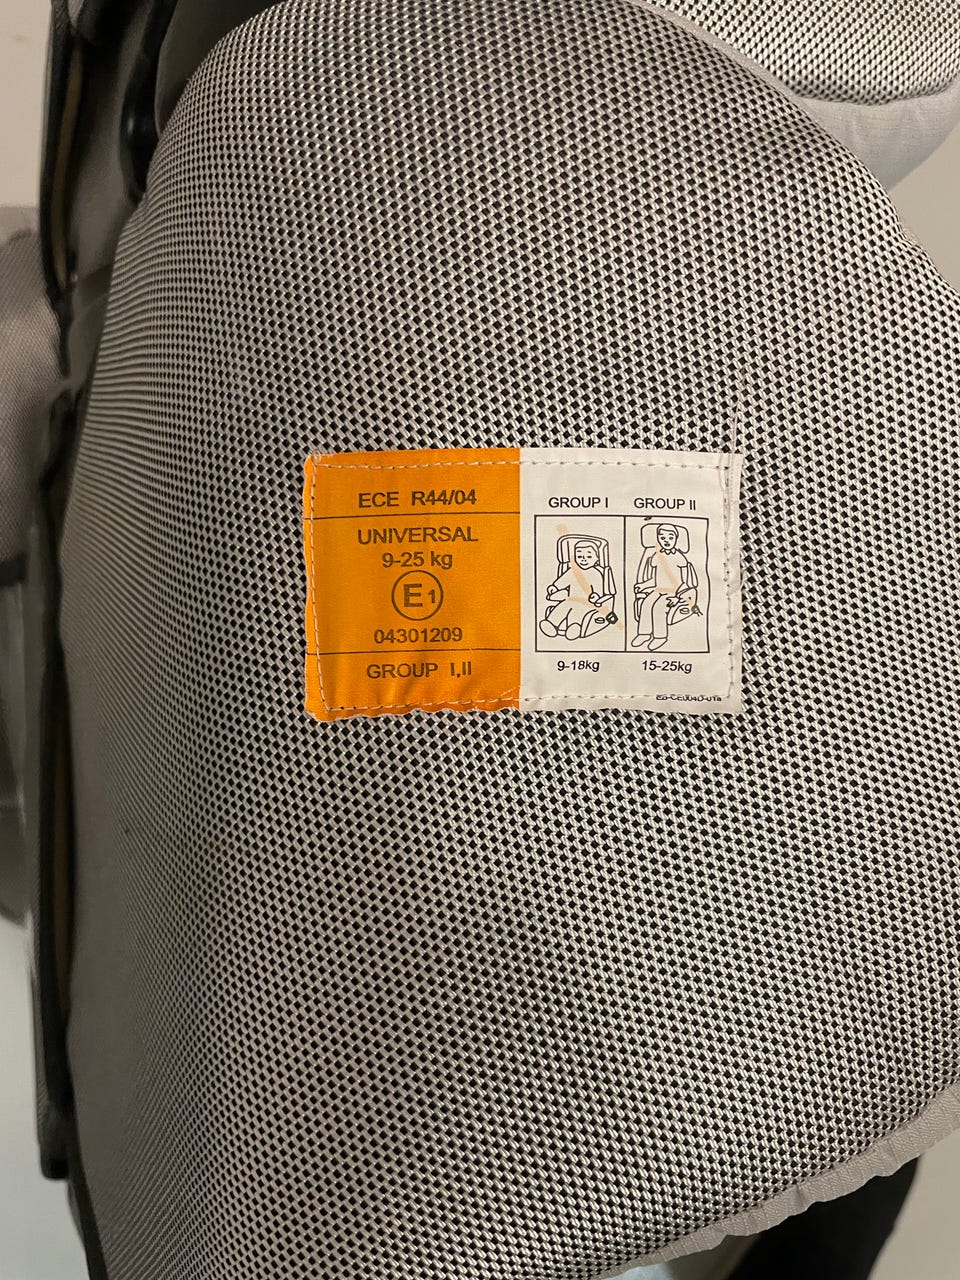 ECE R44/04
UNIVERSAL
9-25 kg
E1
04301209
GROUP I,II
GROUP I GROUP II
9-18kg 15-25kg